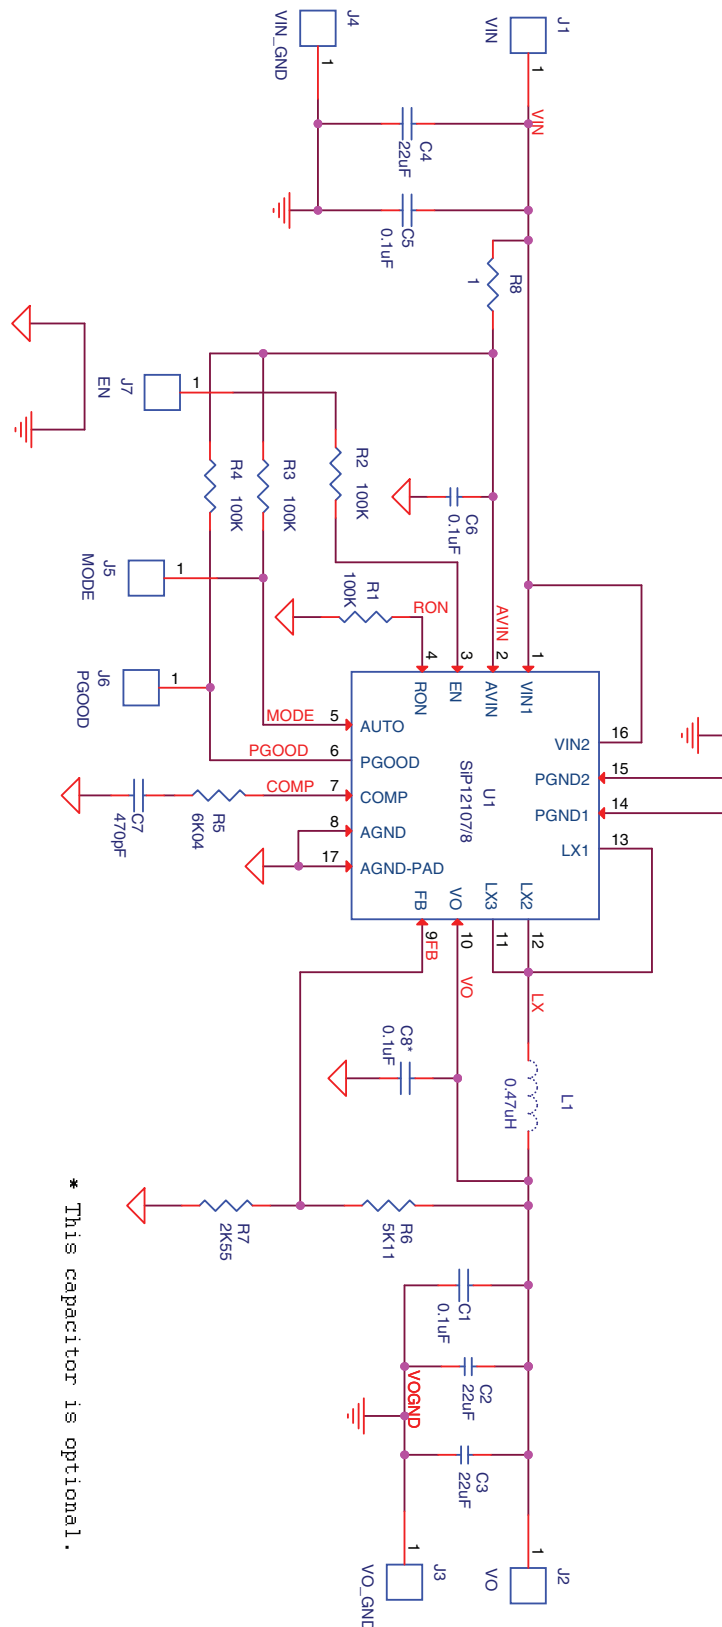 J4
VIN_GND
1
J1
VIN
1
VIN
C4
22uF
C5
0.1uF
R8
1
J7
EN
1
R4 100K
R3 100K
R2 100K
C6
0.1uF
J5
MODE
1
J6
PGOOD
1
R1
100K
RON
AVIN
4
3
2
1
RON
EN
AVIN
VIN1
MODE
5
AUTO
PGOOD
6
PGOOD
COMP
7
COMP
8
AGND
17
AGND-PAD
C7
470pF
R5
6K04
U1
SiP12107/8
VIN2
16
PGND2
15
PGND1
14
LX1
13
FB
VO
LX3
LX2
9
FB
10
11
12
VO
LX
C8*
0.1uF
L1
0.47uH
R7
2K55
R6
5K11
C1
0.1uF
C2
22uF
C3
22uF
VOGND
J3
VO_GND
1
J2
VO
1
* This capacitor is optional.